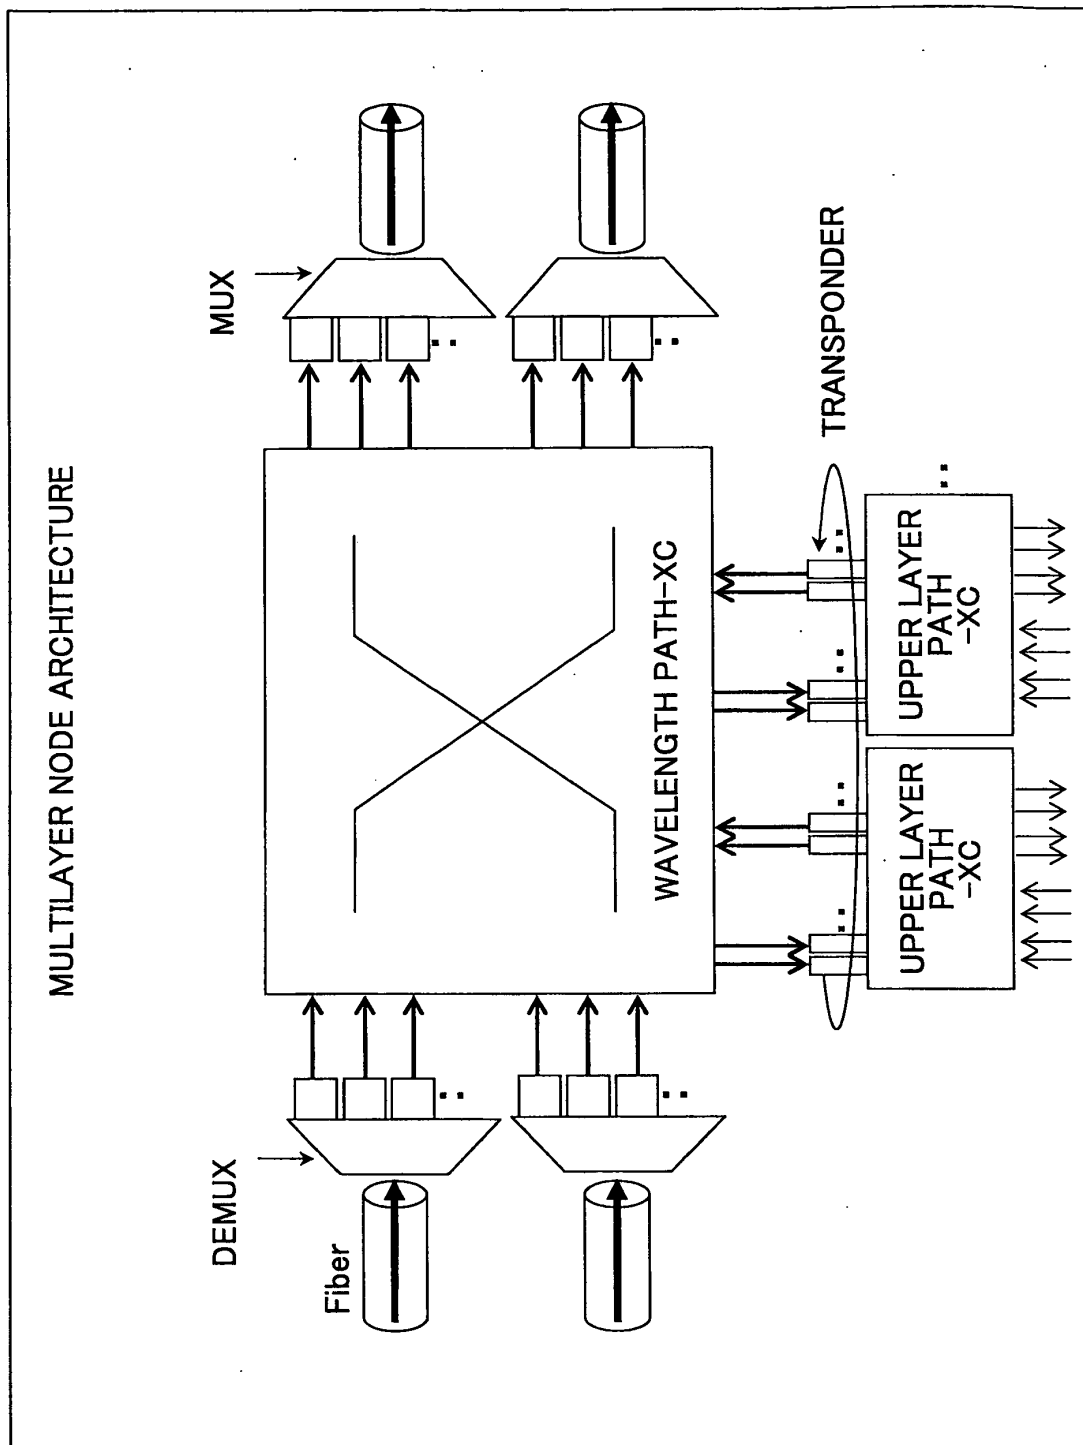 MULTILAYER NODE ARCHITECTURE
DEMUX
MUX
Fiber
WAVELENGTH PATH-XC
TRANSPONDER
UPPER LAYER
PATH
-XC
UPPER LAYER
PATH
-XC